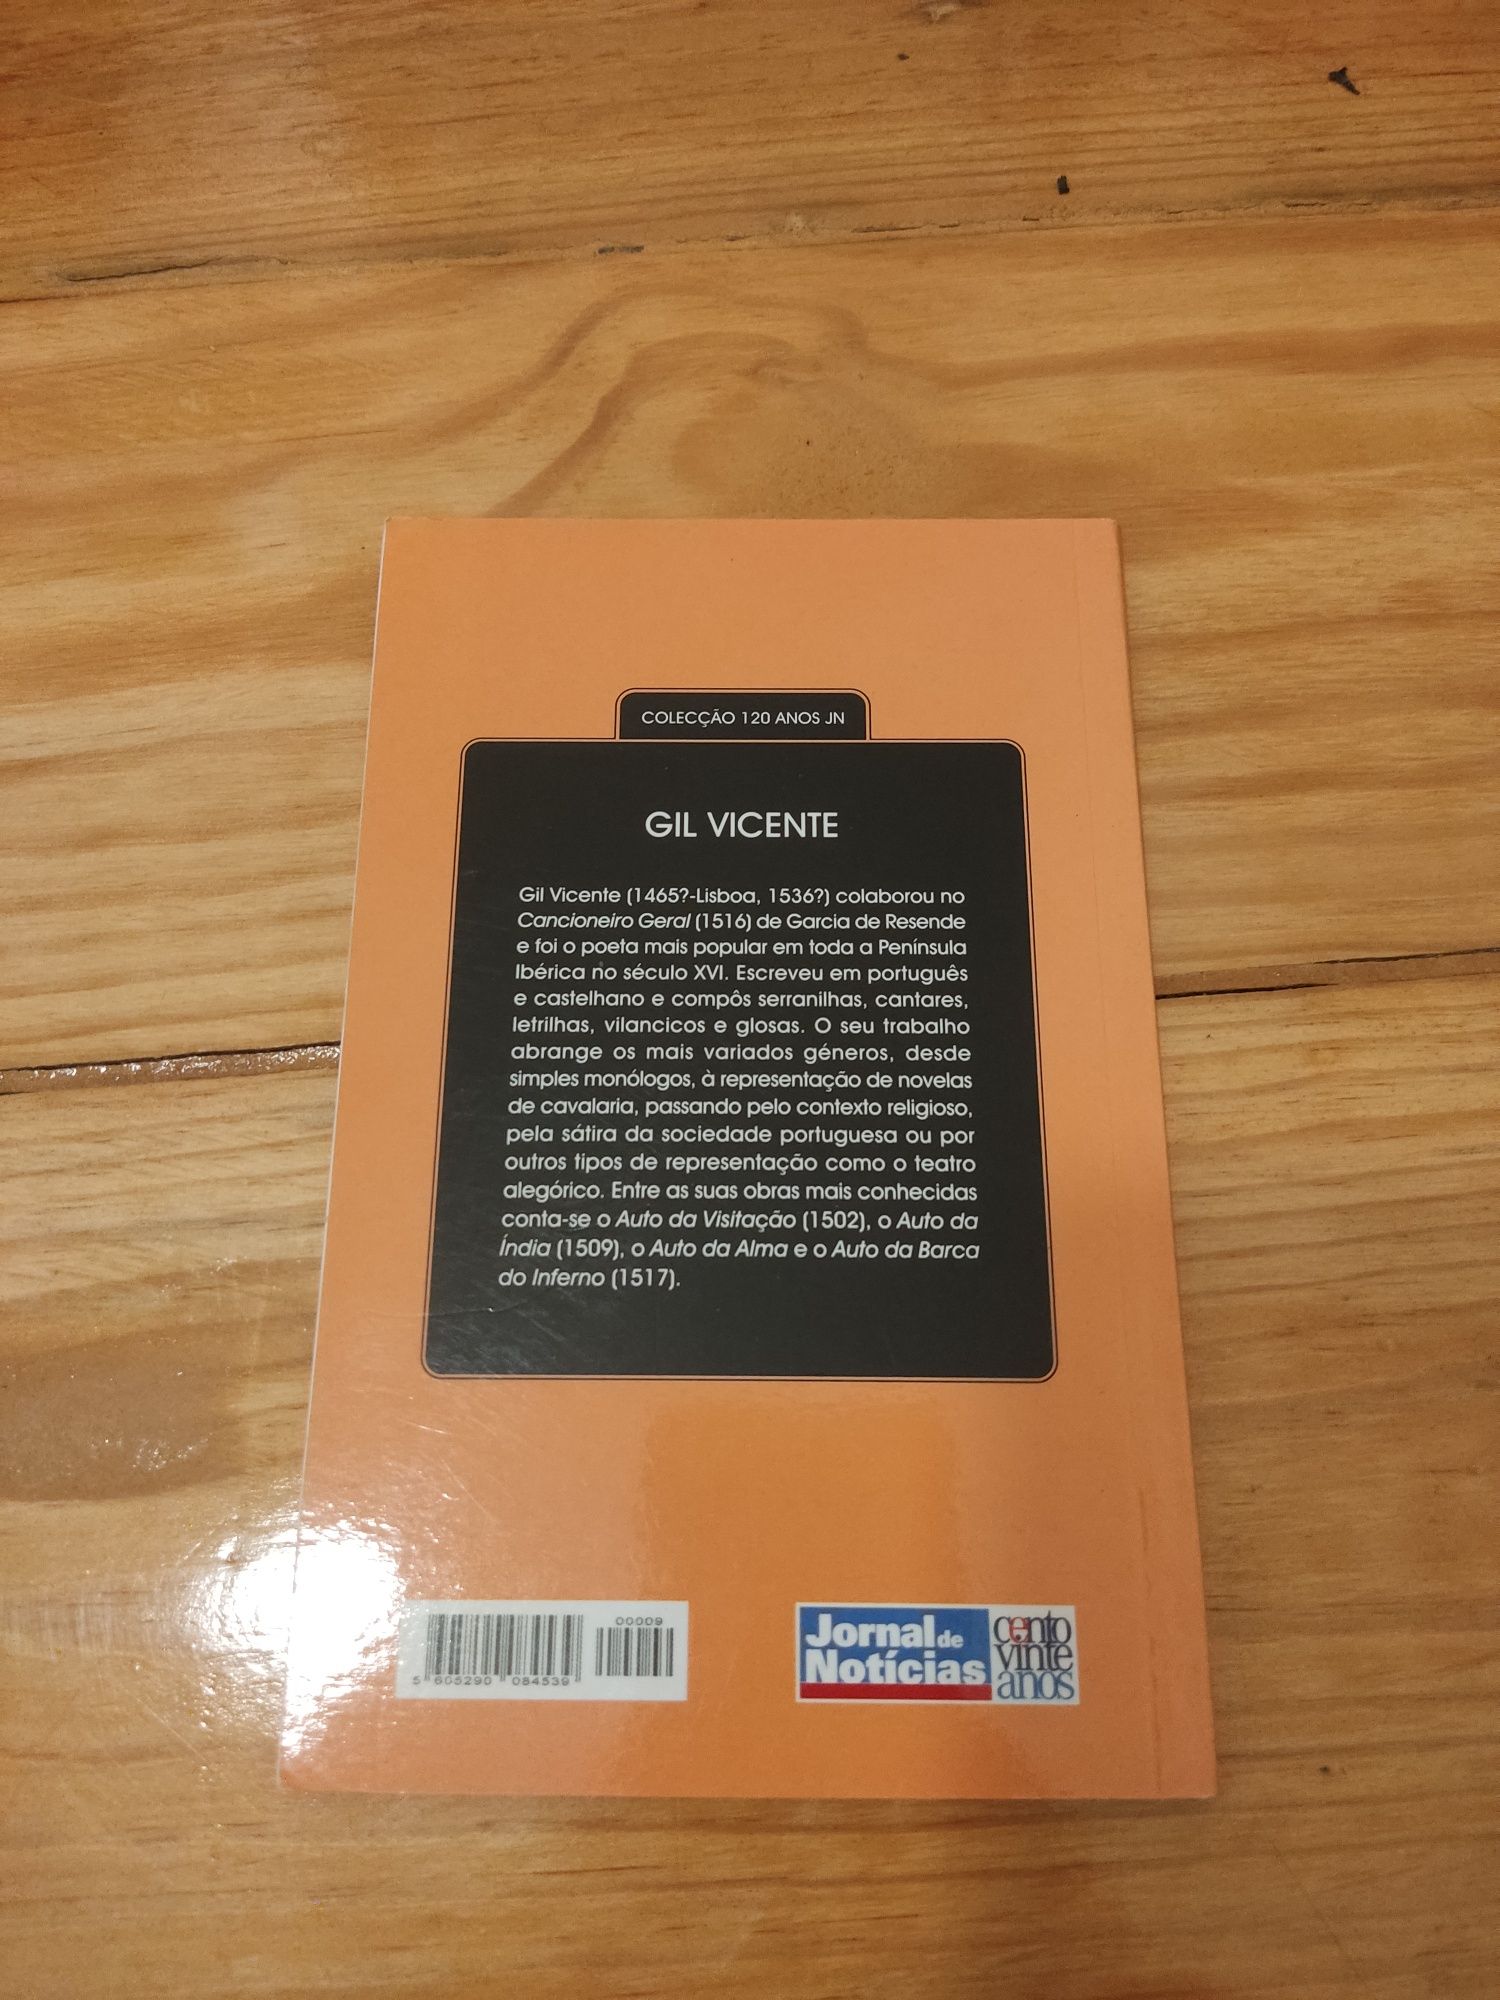 COLECÇÃO 120 ANOS JN
GIL VICENTE
Gil Vicente (1465?-Lisboa, 1536?) colaborou no
Cancioneiro Geral (1516) de Garcia de Resende
e foi o poeta mais popular em toda a Península
Ibérica no século XVI. Escreveu em português
e castelhano e compôs serranilhas, cantares,
letrilhas, vilancicos e glosas. O seu trabalho
abrange os mais variados géneros, desde
simples monólogos, à representação de novelas
de cavalaria, passando pelo contexto religioso,
pela sátira da sociedade portuguesa ou por
outros tipos de representação como o teatro
alegórico. Entre as suas obras mais conhecidas
conta-se o Auto da Visitação (1502), o Auto da
Índia (1509), o Auto da Alma e o Auto da Barca
do Inferno (1517).
00009
5 605290 084539
Jornal de
Notícias
cento
vinte
anos